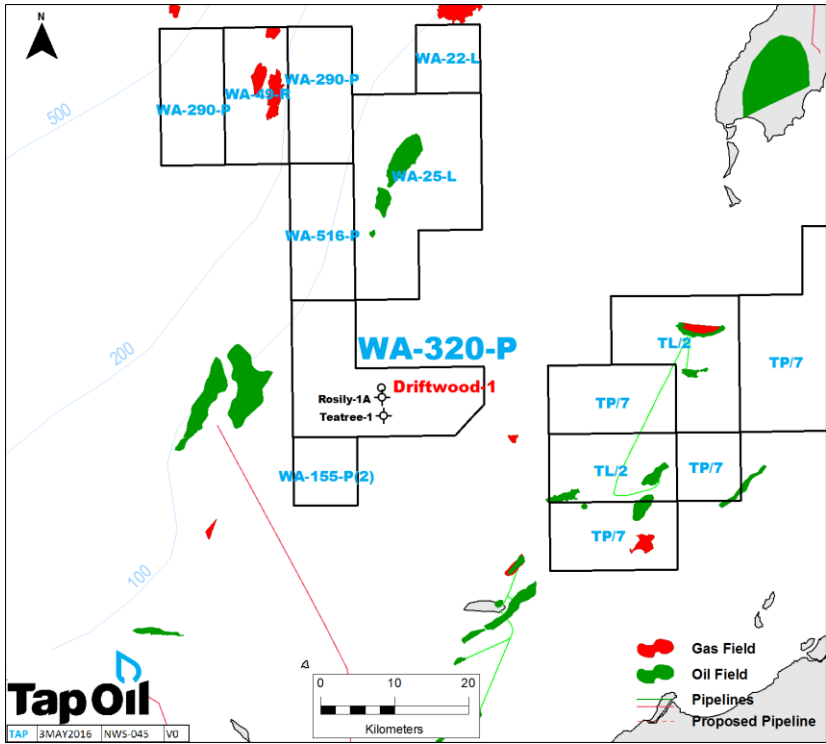 N
500
WA-22-L
WA-290-P
WA-49-R
WA-290-P
WA-25-L
WA-516-P
200
WA-320-P
TL/2
TP/7
Driftwood-1
Rosily-1A
Teatree-1
TP/7
WA-155-P(2)
TL/2
TP/7
TP/7
100
Gas Field
Oil Field
Pipelines
Proposed Pipeline
0 10 20
Kilometers
Tap Oil
TAP 3MAY2016 NWS-045 V0